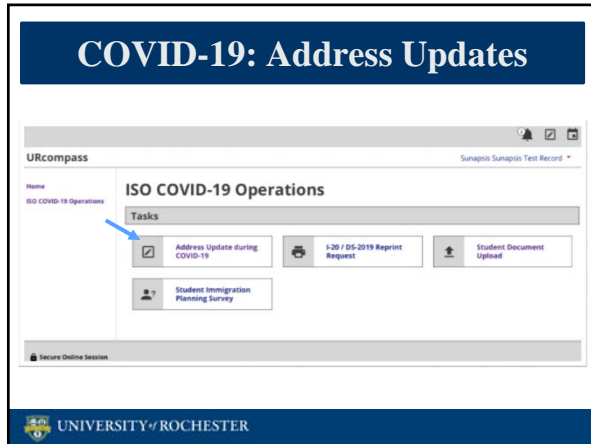 COVID-19: Address Updates
URcompass
Sunapsis Sunapsis Test Record
Home
ISO COVID-19 Operations
ISO COVID-19 Operations
Tasks
Address Update during
COVID-19
I-20 / DS-2019 Reprint
Request
Student Document
Upload
Student Immigration
Planning Survey
Secure Online Session
UNIVERSITY of ROCHESTER